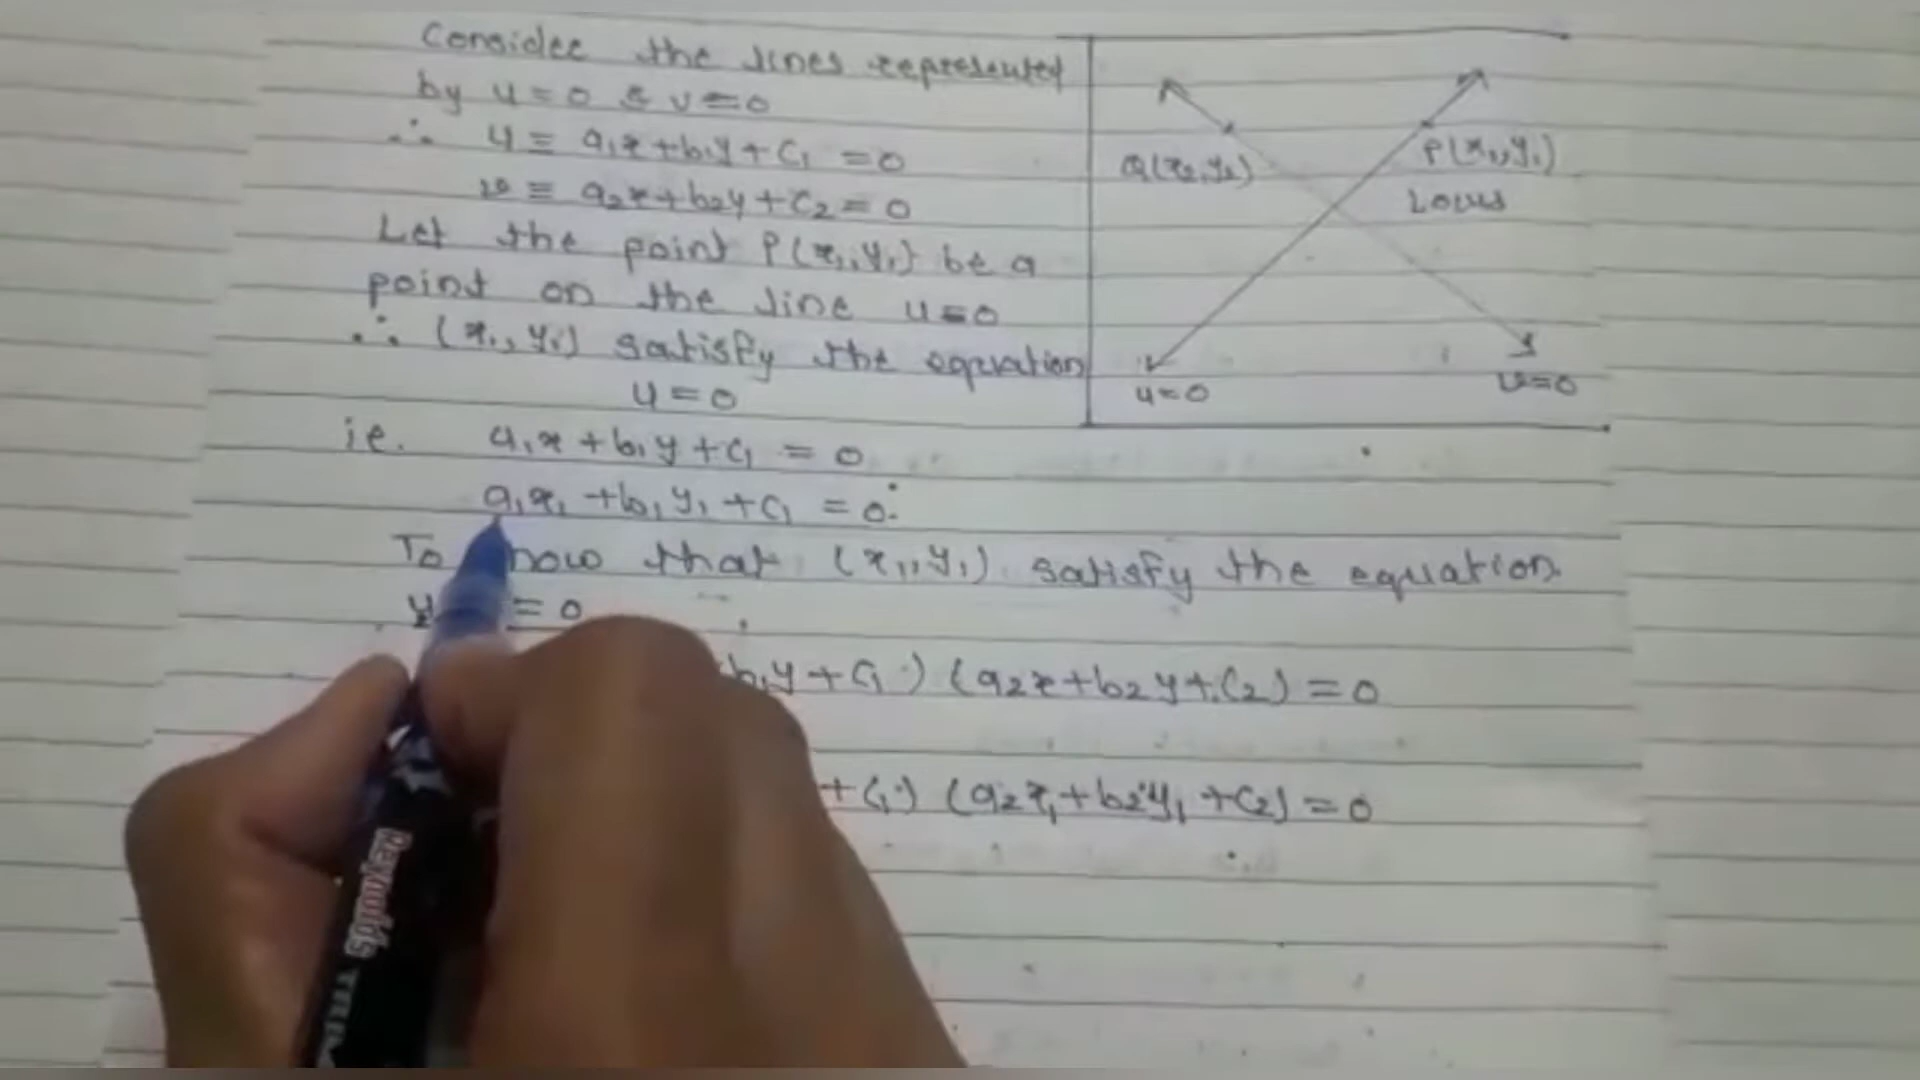 Consider the lines represented
by u = 0 & v = 0
∴ u ≡ a₁x + b₁y + c₁ = 0
v ≡ a₂x + b₂y + c₂ = 0
Let the point P(x₁, y₁) be a
point on the line u = 0
∴ (x₁, y₁) satisfy the equation
u = 0
i.e. a₁x + b₁y + c₁ = 0
a₁x₁ + b₁y₁ + c₁ = 0
To how that (x₁, y₁) satisfy the equation
= 0
b₁y + c₁) (a₂x + b₂y + c₂) = 0
+ c₁) (a₂x₁ + b₂y₁ + c₂) = 0
Q(x₂, y₂)
P(x₁, y₁)
Locus
u = 0
v = 0
Reynolds